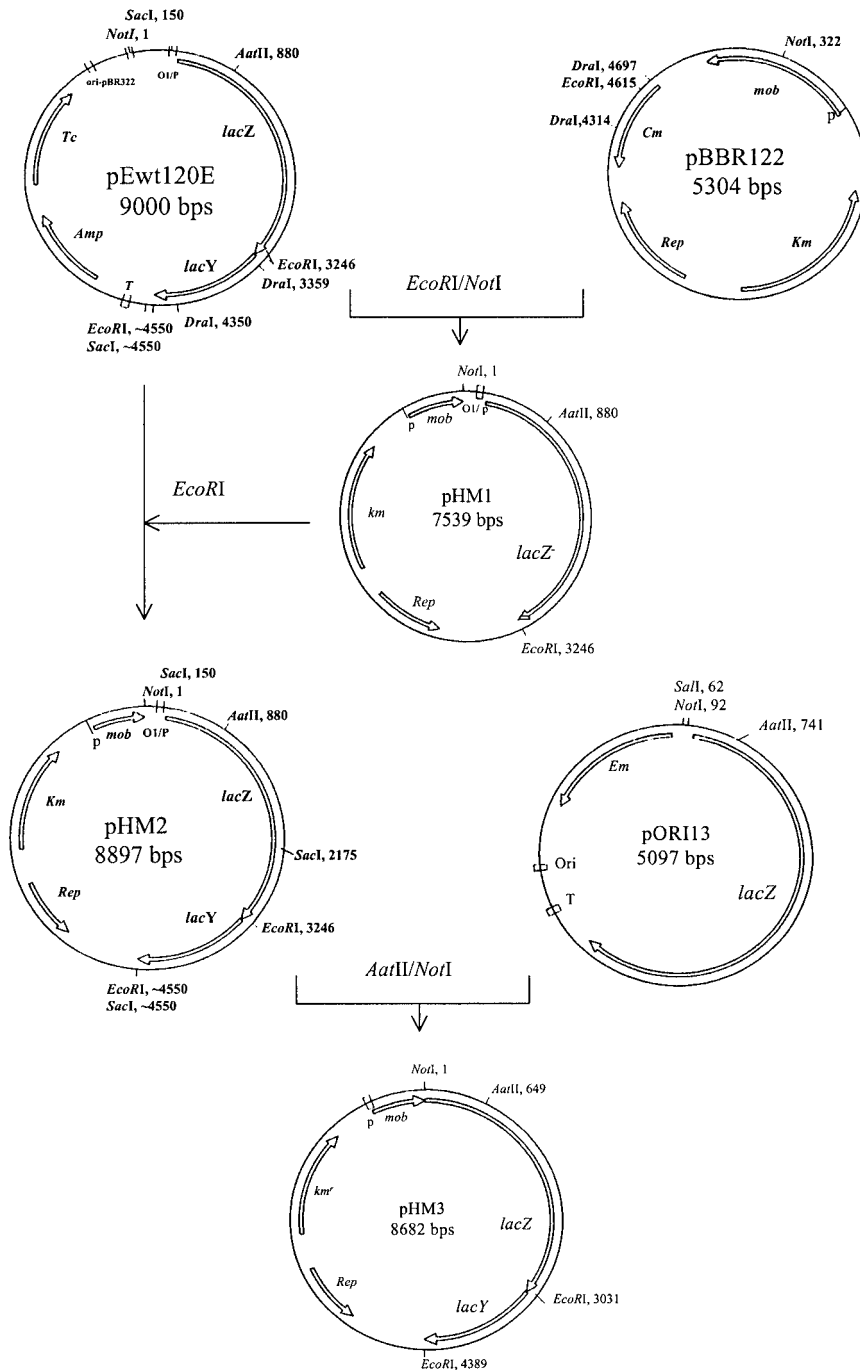 SacI, 150
NotI, 1
AatII, 880
ori-pBR322
O1/P
lacZ
Tc
pEwt120E
9000 bps
Amp
lacY
T
EcoRI, 3246
DraI, 3359
DraI, 4350
EcoRI, ~4550
SacI, ~4550
NotI, 322
DraI, 4697
EcoRI, 4615
DraI,4314
mob
p
Cm
pBBR122
5304 bps
Rep
Km
EcoRI/NotI
NotI, 1
O1/ p
p
mob
AatII, 880
km
pHM1
7539 bps
lacZ-
Rep
EcoRI, 3246
EcoRI
SacI, 150
NotI, 1
AatII, 880
p
mob
O1/P
Km
lacZ
pHM2
8897 bps
SacI, 2175
Rep
lacY
EcoRI, 3246
EcoRI, ~4550
SacI, ~4550
SalI, 62
NotI, 92
AatII, 741
Em
pORI13
5097 bps
Ori
T
lacZ
AatII/NotI
NotI, 1
AatII, 649
p
mob
kmr
pHM3
8682 bps
lacZ
Rep
lacY
EcoRI, 3031
EcoRI, 4389